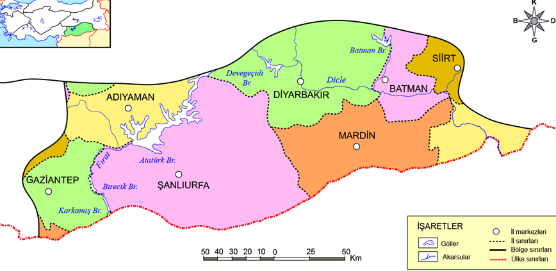 K
B D
G
Batman Br.
SİİRT
Devegeçidi
Br.
Dicle
BATMAN
DİYARBAKIR
ADIYAMAN
MARDİN
Fırat
Atatürk Br.
GAZİANTEP
Birecik Br.
ŞANLIURFA
Karkamış Br.
İŞARETLER
Göller
Akarsular
İl merkezleri
İl sınırları
Bölge sınırları
Ülke sınırları
50 40 30 20 10 0 25 50
Km